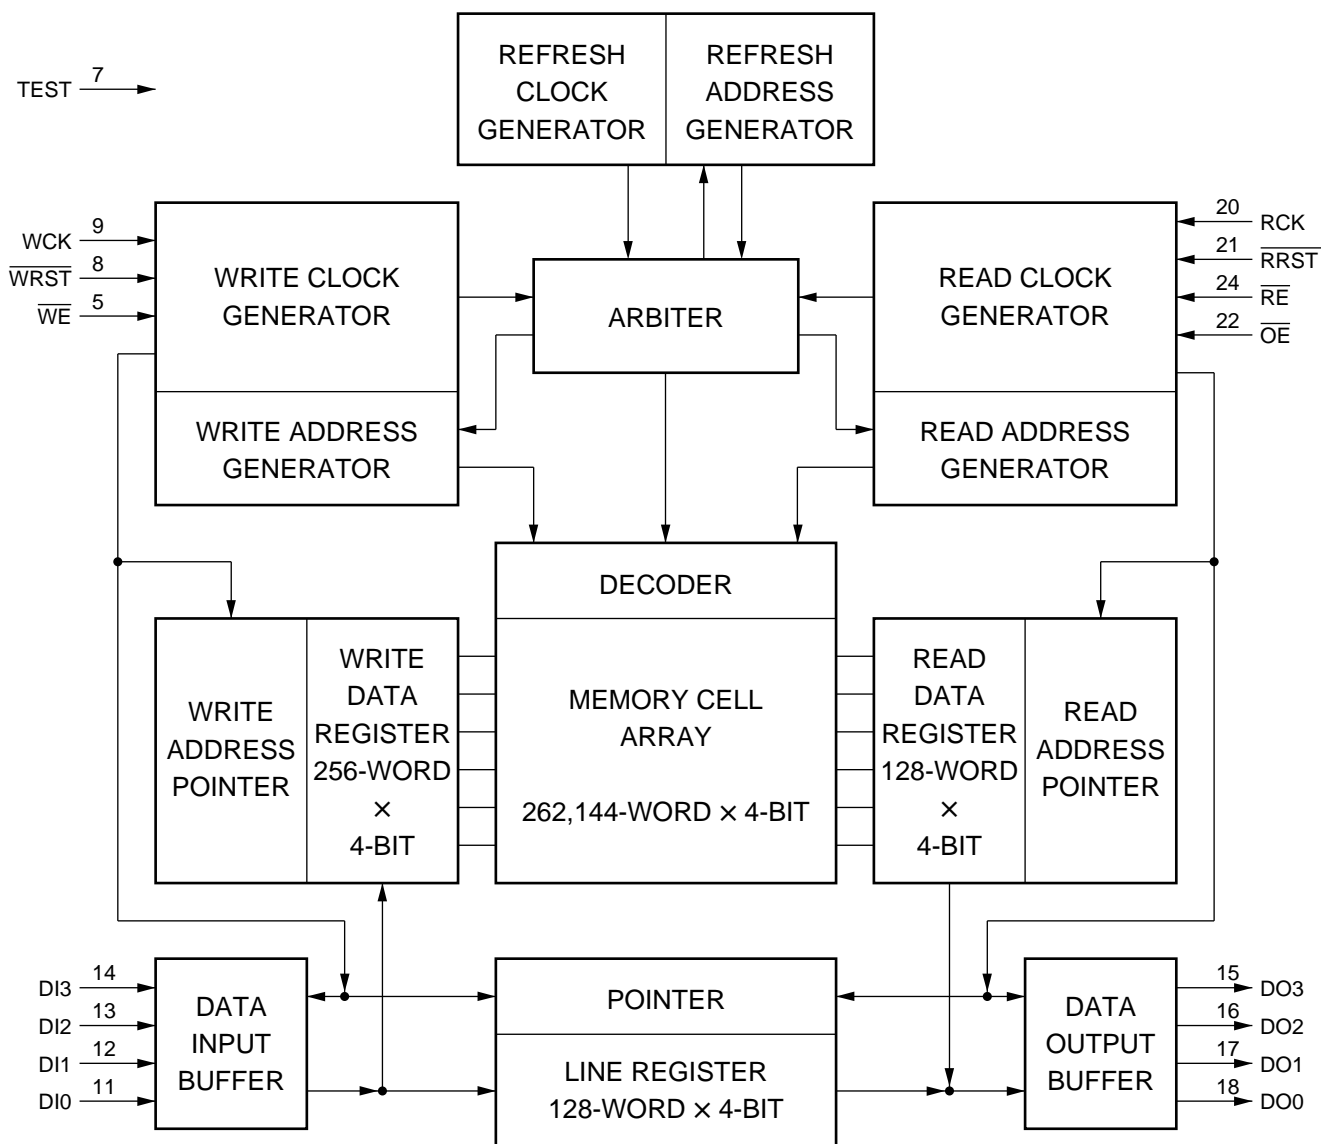 REFRESH
CLOCK
GENERATOR
REFRESH
ADDRESS
GENERATOR
TEST 7
WCK 9
WRST 8
WE 5
WRITE CLOCK
GENERATOR
ARBITER
READ CLOCK
GENERATOR
20 RCK
21 RRST
24 RE
22 OE
WRITE ADDRESS
GENERATOR
READ ADDRESS
GENERATOR
DECODER
WRITE
ADDRESS
POINTER
WRITE
DATA
REGISTER
256-WORD
×
4-BIT
MEMORY CELL
ARRAY
262,144-WORD × 4-BIT
READ
DATA
REGISTER
128-WORD
×
4-BIT
READ
ADDRESS
POINTER
DI3 14
DI2 13
DI1 12
DI0 11
DATA
INPUT
BUFFER
POINTER
LINE REGISTER
128-WORD × 4-BIT
DATA
OUTPUT
BUFFER
15 DO3
16 DO2
17 DO1
18 DO0